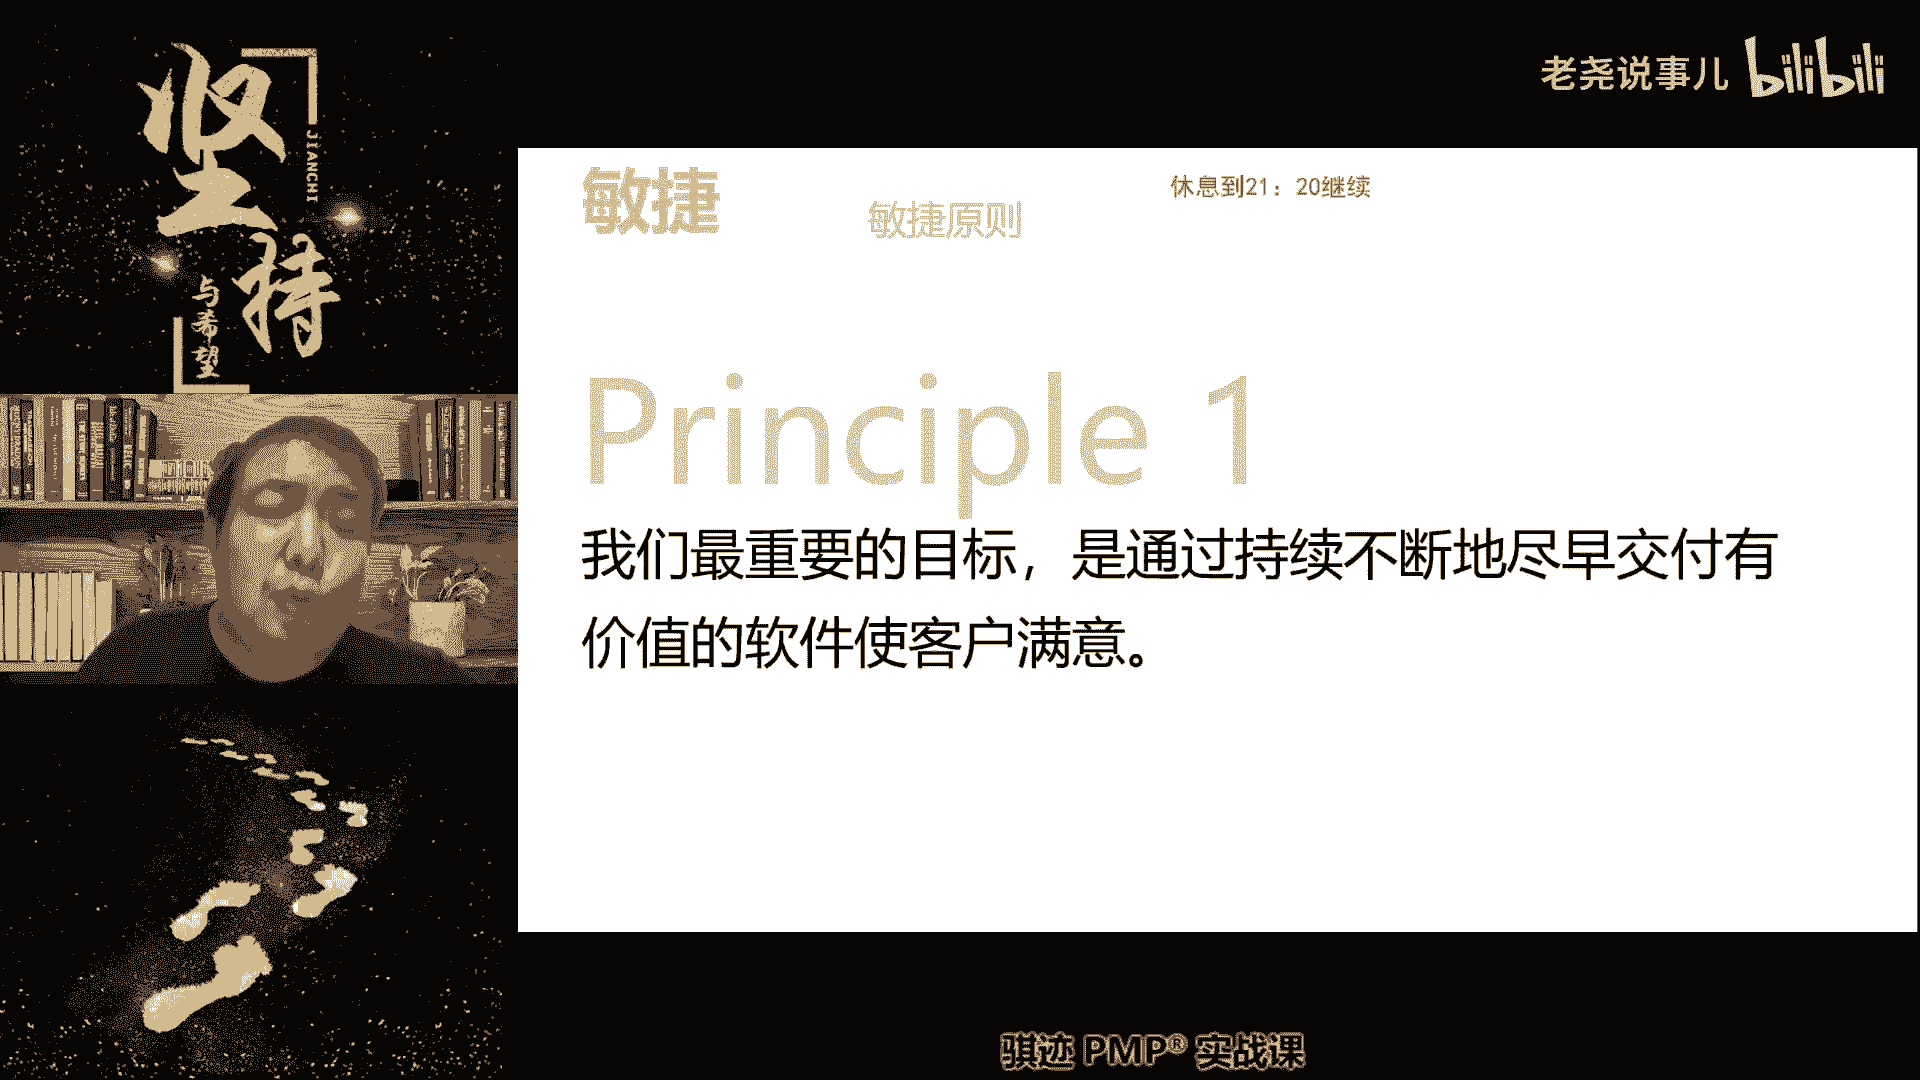 坚持
JIANCHI
与希望
老尧说事儿 bilibili
敏捷
敏捷原则
休息到21：20继续
Principle 1
我们最重要的目标，是通过持续不断地尽早交付有
价值的软件使客户满意。
骐迹 PMP® 实战课